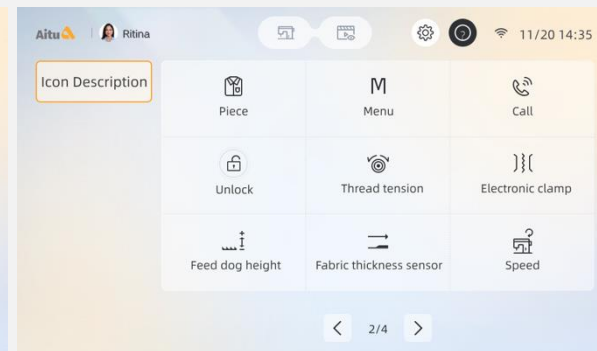 Aitu Ritina 11/20 14:35
Icon Description
Piece M Menu Call
Unlock Thread tension Electronic clamp
Feed dog height Fabric thickness sensor Speed
2/4